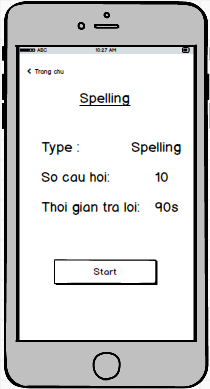 ABC 10:27 AM
< Trang chu
Spelling
Type : Spelling
So cau hoi: 10
Thoi gian tra loi: 90s
Start